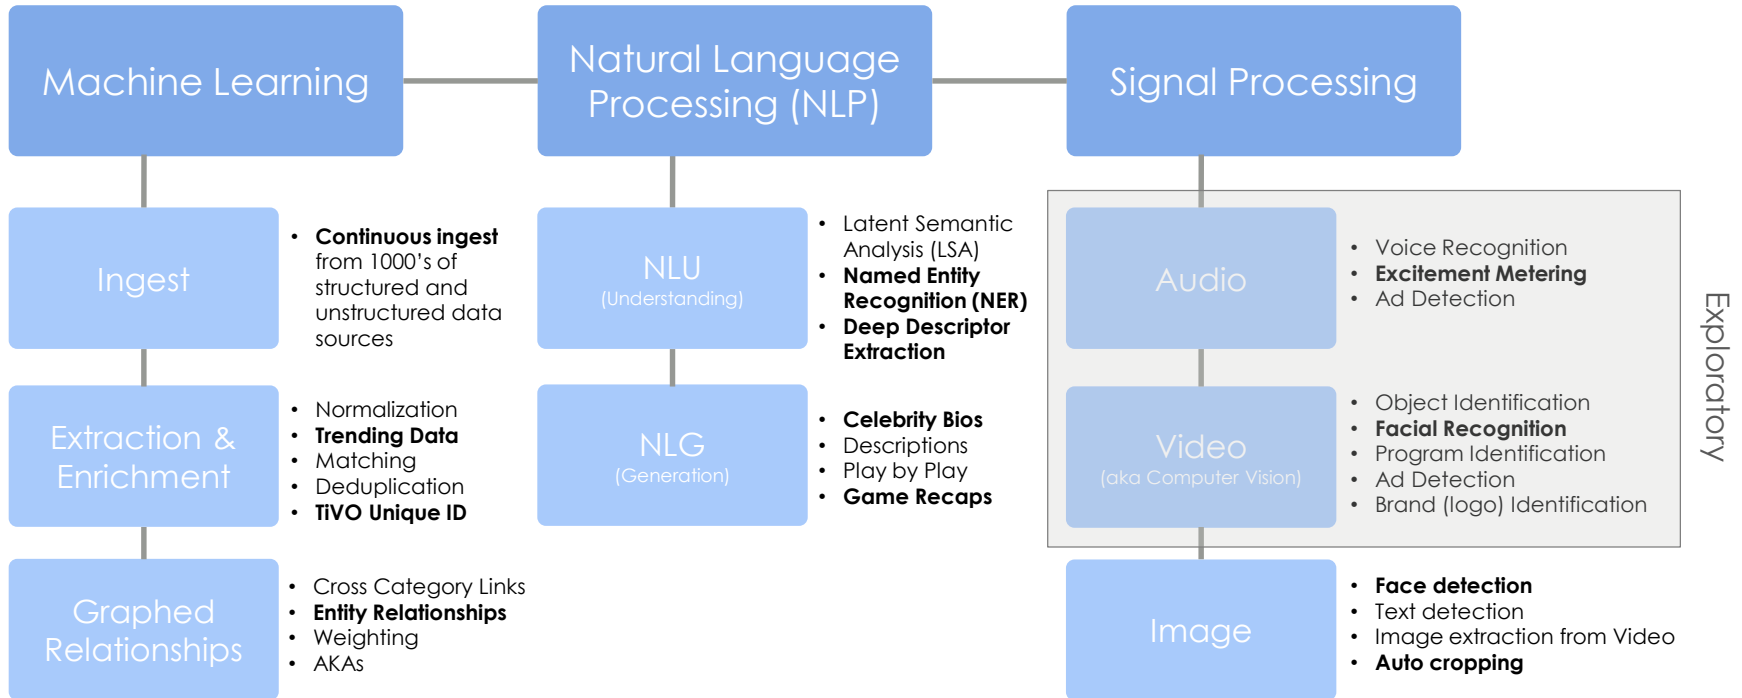 Machine Learning
Natural Language
Processing (NLP)
Signal Processing
Ingest
• Continuous ingest
from 1000's of
structured and
unstructured data
sources
Extraction &
Enrichment
• Normalization
• Trending Data
• Matching
• Deduplication
• TiVO Unique ID
Graphed
Relationships
• Cross Category Links
• Entity Relationships
• Weighting
• AKAs
NLU
(Understanding)
• Latent Semantic
Analysis (LSA)
• Named Entity
Recognition (NER)
• Deep Descriptor
Extraction
NLG
(Generation)
• Celebrity Bios
• Descriptions
• Play by Play
• Game Recaps
Audio
• Voice Recognition
• Excitement Metering
• Ad Detection
Video
(aka Computer Vision)
• Object Identification
• Facial Recognition
• Program Identification
• Ad Detection
• Brand (logo) Identification
Exploratory
Image
• Face detection
• Text detection
• Image extraction from Video
• Auto cropping